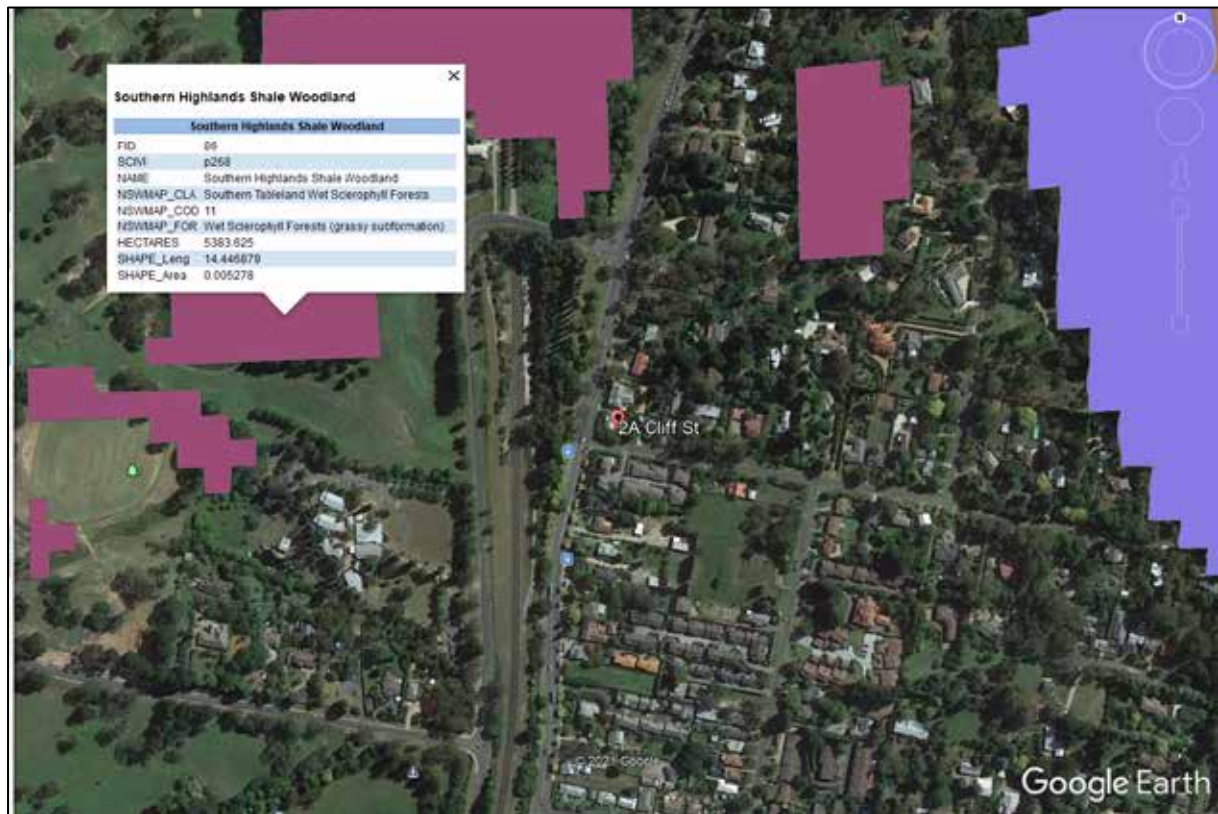 Southern Highlands Shale Woodland
Southern Highlands Shale Woodland
FID 86
SCIVI p268
NAME Southern Highlands Shale Woodland
NSWMAP_CLA Southern Tableland Wet Sclerophyll Forests
NSWMAP_COD 11
NSWMAP_FOR Wet Sclerophyll Forests (grassy subformation)
HECTARES 5383.625
SHAPE_Leng 14.446879
SHAPE_Area 0.005278
2A Cliff St
© 2021 Google
Google Earth